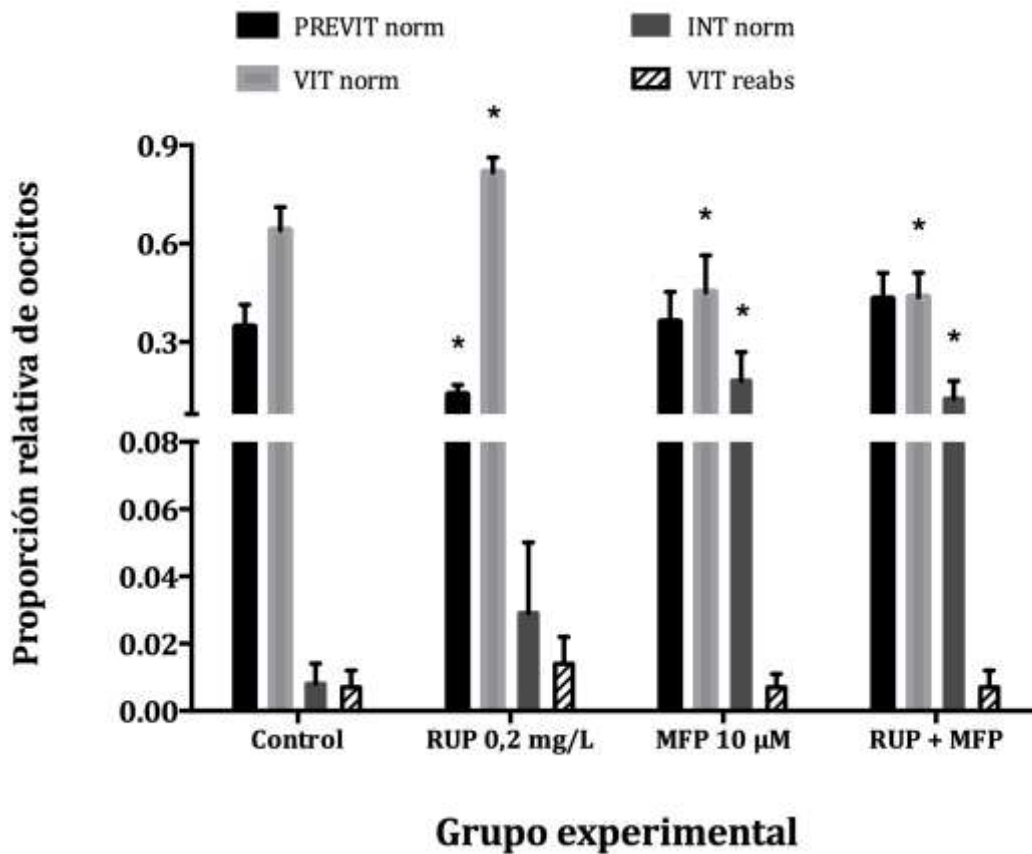 PREVIT norm
INT norm
VIT norm
VIT reabs
*
0.9
*
*
0.6
*
*
0.3
*
*
0.08
0.06
0.04
0.02
0.00
Proporción relativa de oocitos
Control
RUP 0,2 mg/L
MFP 10 µM
RUP + MFP
Grupo experimental